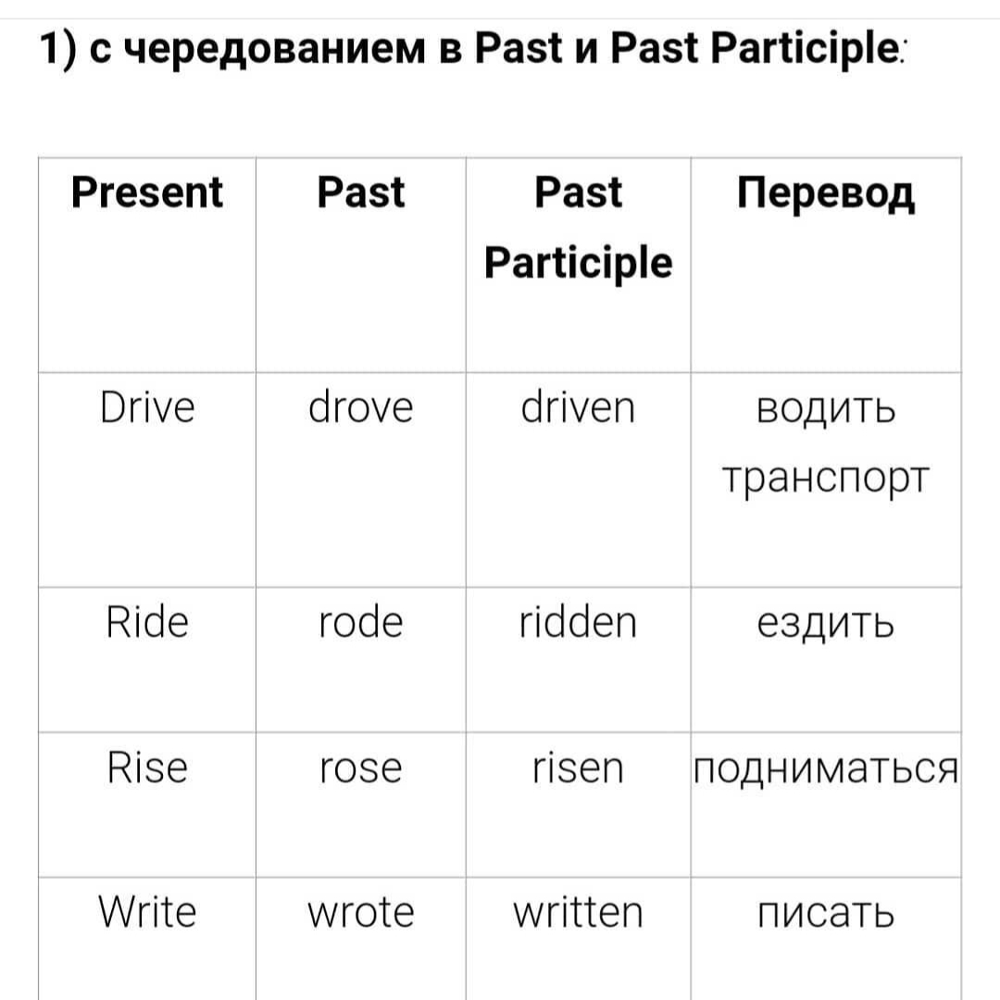 1) с чередованием в Past и Past Participle:
Present Past Past Перевод
Participle
Drive drove driven водить
транспорт
Ride rode ridden ездить
Rise rose risen подниматься
Write wrote written писать